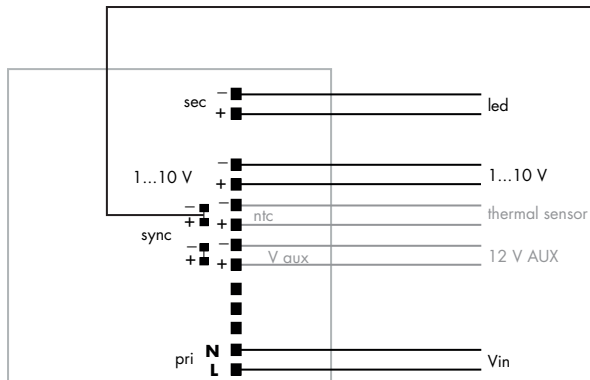 − 
sec + led
−
1...10 V + 1...10 V
− − ntc
+ + thermal sensor
sync
− −
+ + V aux 12 V AUX
N
pri L Vin